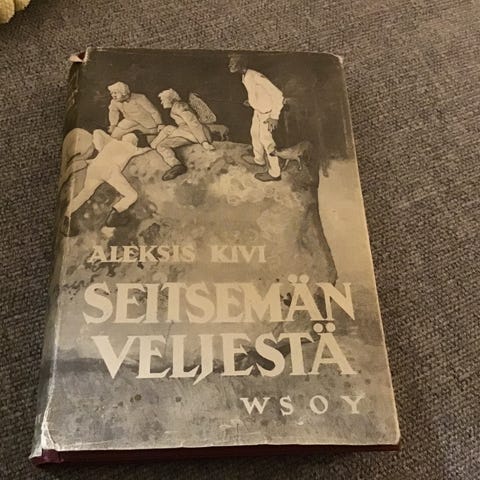 ALEKSIS KIVI
SEITSEMÄN
VELJESTÄ
WSOY